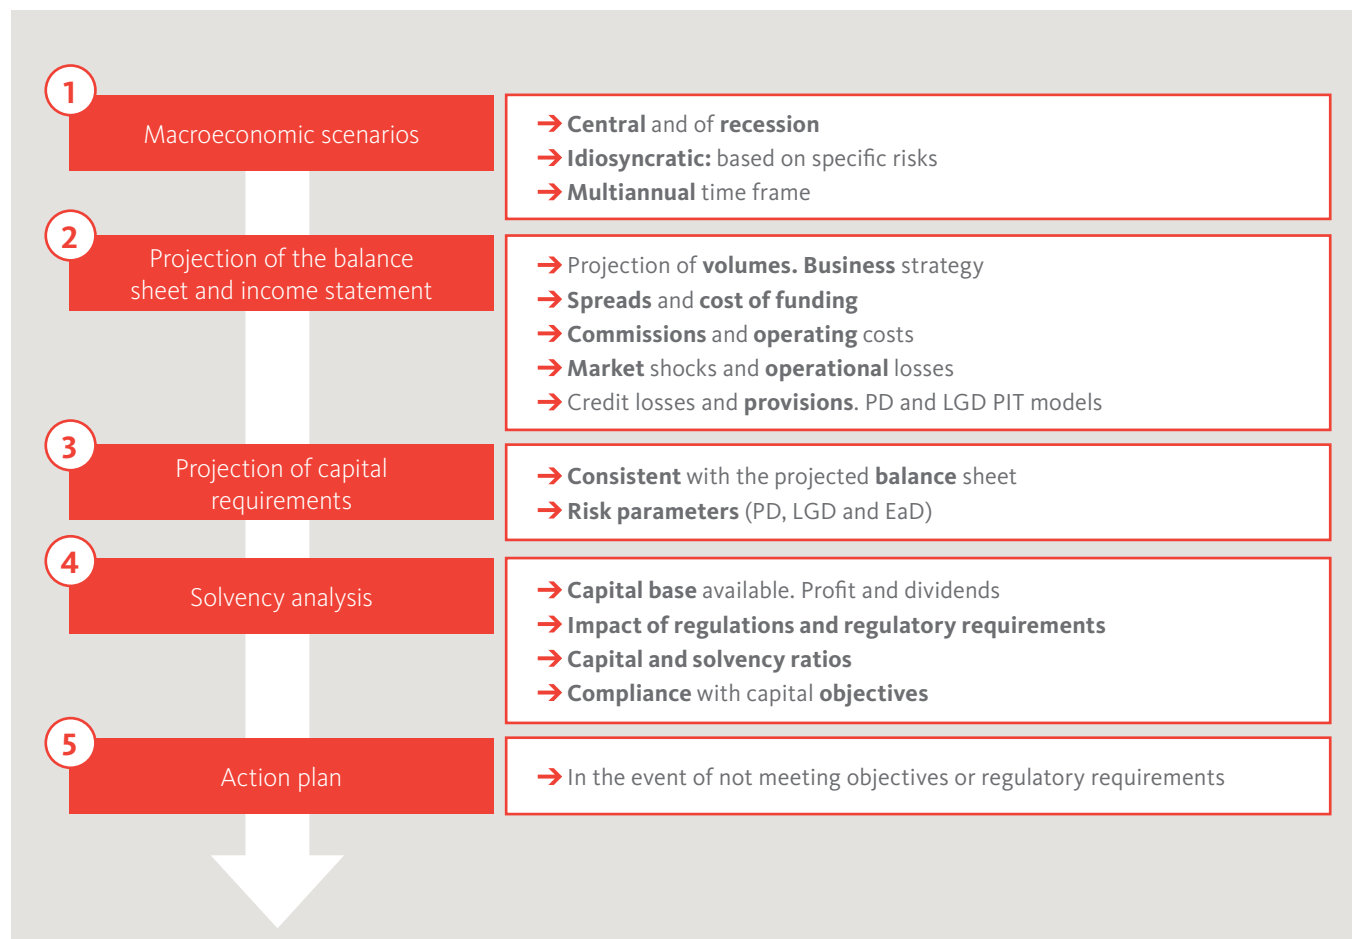 1
Macroeconomic scenarios
➔ Central and of recession
➔ Idiosyncratic: based on specific risks
➔ Multiannual time frame
2
Projection of the balance
sheet and income statement
➔ Projection of volumes. Business strategy
➔ Spreads and cost of funding
➔ Commissions and operating costs
➔ Market shocks and operational losses
➔ Credit losses and provisions. PD and LGD PIT models
3
Projection of capital
requirements
➔ Consistent with the projected balance sheet
➔ Risk parameters (PD, LGD and EaD)
4
Solvency analysis
➔ Capital base available. Profit and dividends
➔ Impact of regulations and regulatory requirements
➔ Capital and solvency ratios
➔ Compliance with capital objectives
5
Action plan
➔ In the event of not meeting objectives or regulatory requirements